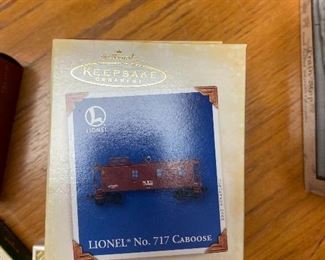 Hallmark
KEEPSAKE
ORNAMENT
L
LIONEL
LIONEL® No. 717 CABOOSE